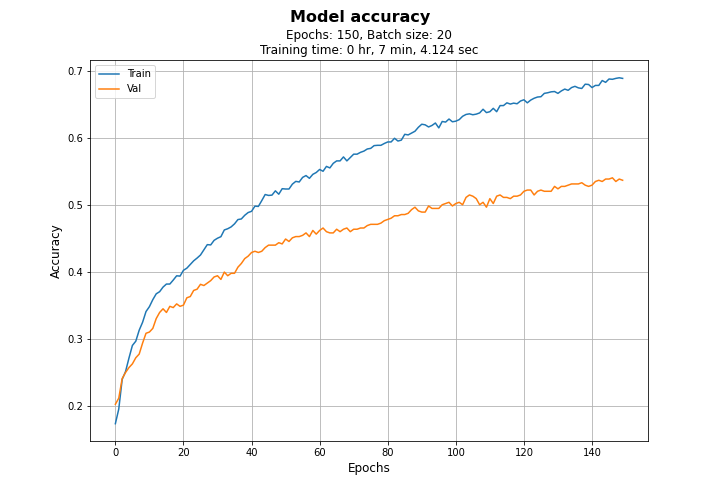 Model accuracy
Epochs: 150, Batch size: 20
Training time: 0 hr, 7 min, 4.124 sec
Train
Val
0.7
0.6
0.5
0.4
0.3
0.2
Accuracy
0 20 40 60 80 100 120 140
Epochs